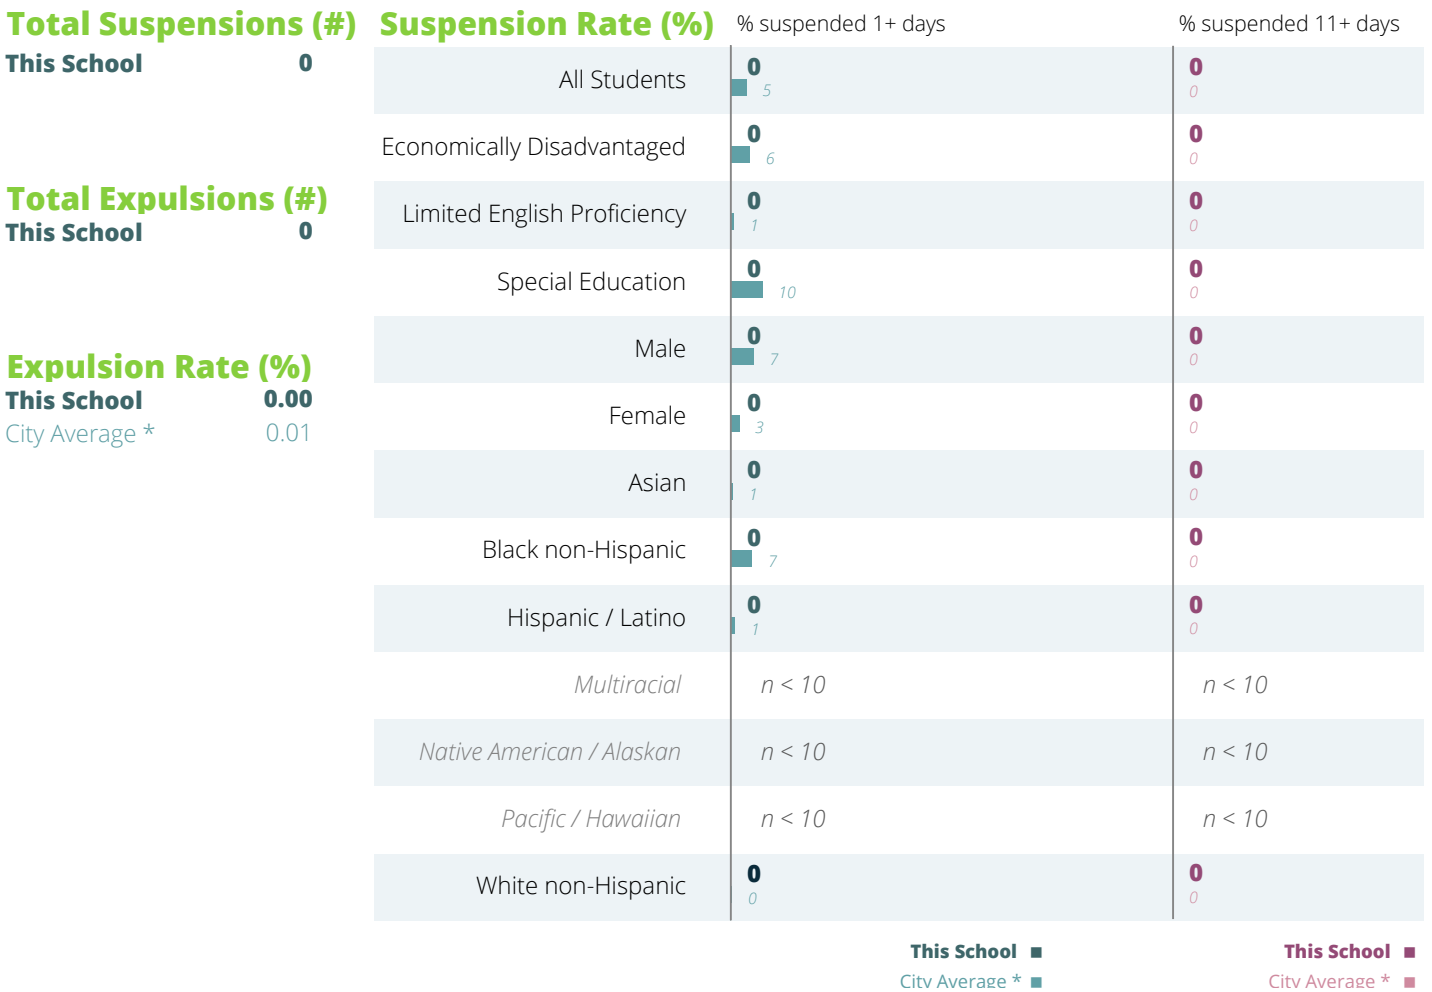 Total Suspensions (#)
This School 0
Total Expulsions (#)
This School 0
Expulsion Rate (%)
This School 0.00
City Average * 0.01
Suspension Rate (%) % suspended 1+ days % suspended 11+ days
All Students 0 0
5 0
Economically Disadvantaged 0 0
6 0
Limited English Proficiency 0 0
1 0
Special Education 0 0
10 0
Male 0 0
7 0
Female 0 0
3 0
Asian 0 0
1 0
Black non-Hispanic 0 0
7 0
Hispanic / Latino 0 0
1 0
Multiracial n < 10 n < 10
Native American / Alaskan n < 10 n < 10
Pacific / Hawaiian n < 10 n < 10
White non-Hispanic 0 0
0 0
This School This School
City Average * City Average *